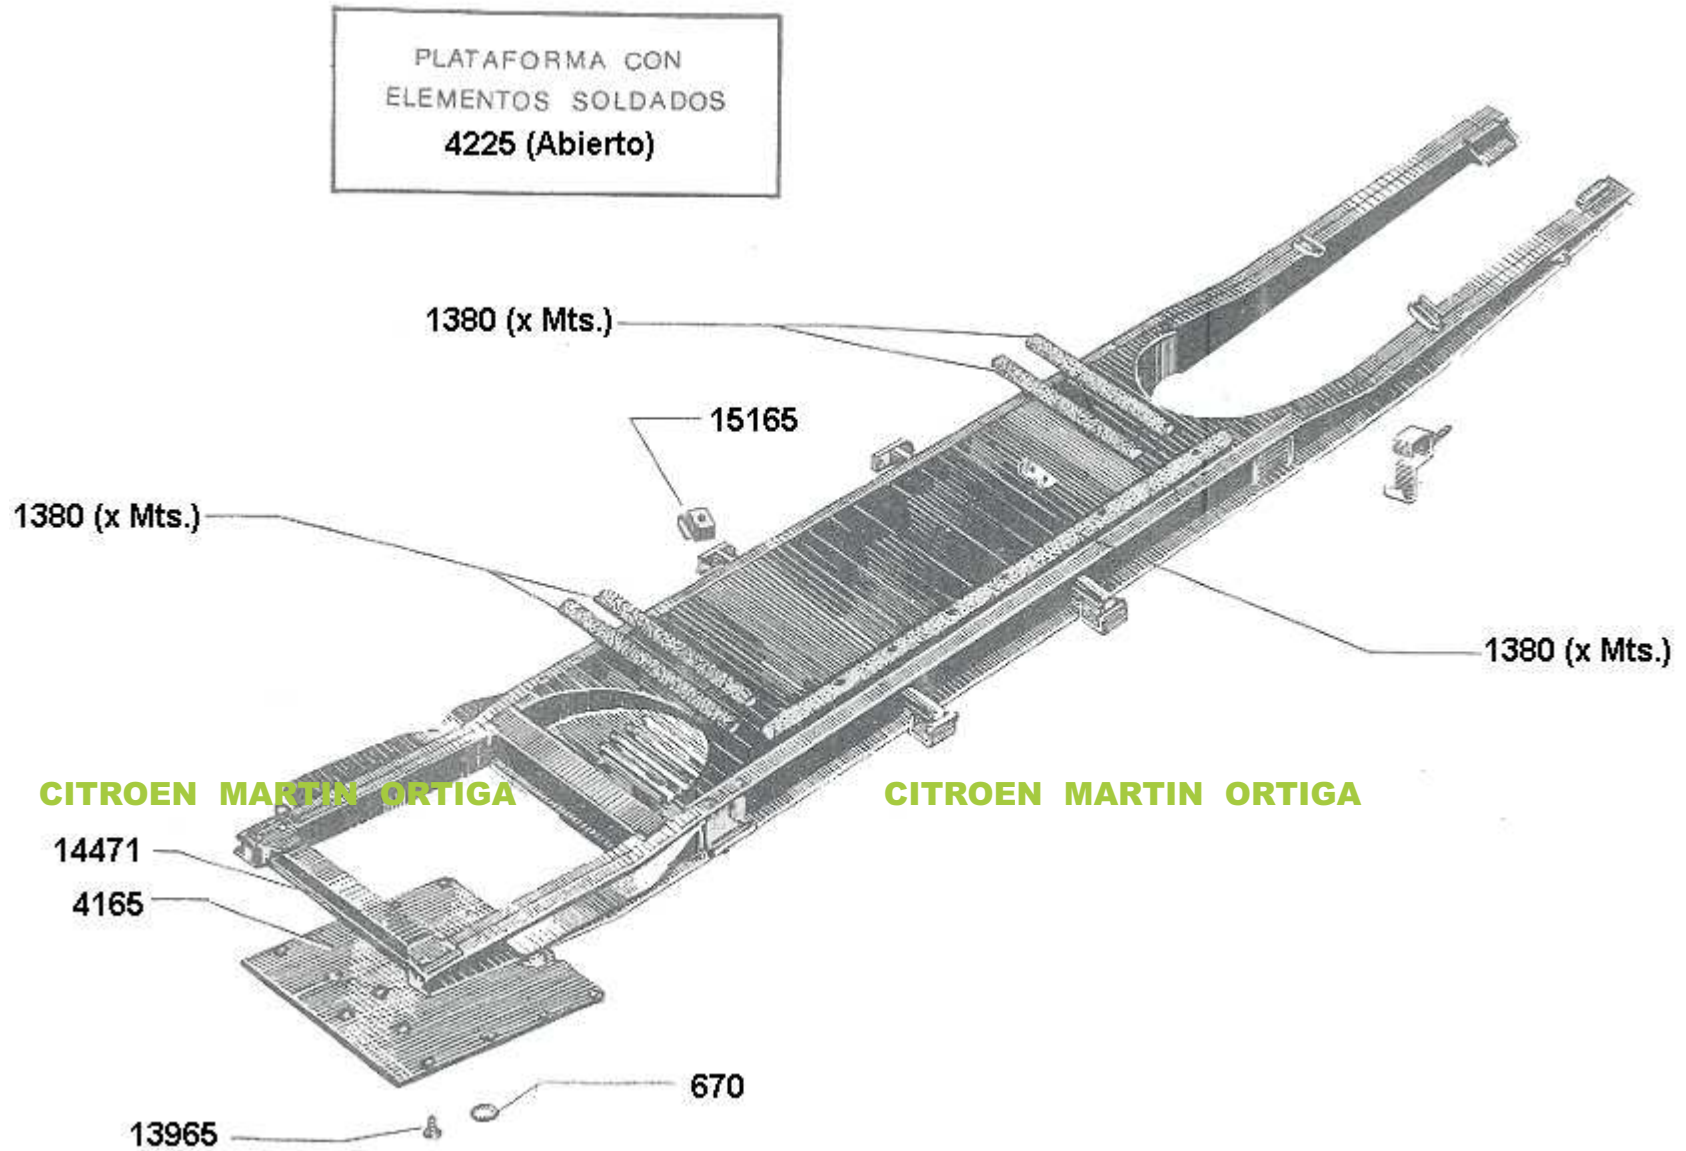 PLATAFORMA CON
ELEMENTOS SOLDADOS
4225 (Abierto)
1380 (x Mts.)
15165
1380 (x Mts.)
1380 (x Mts.)
CITROEN MARTIN ORTIGA
CITROEN MARTIN ORTIGA
14471
4165
670
13965